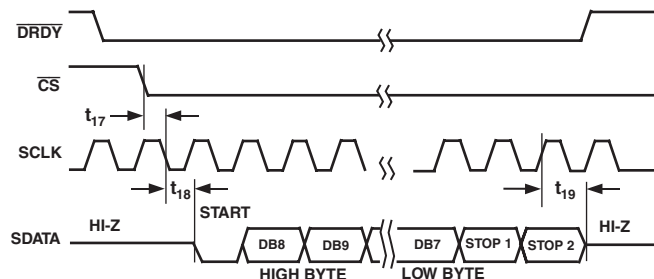 DRDY
CS
t17
SCLK
t18
t19
START
HI-Z
HI-Z
SDATA
DB8
DB9
DB7
STOP 1
STOP 2
HIGH BYTE
LOW BYTE